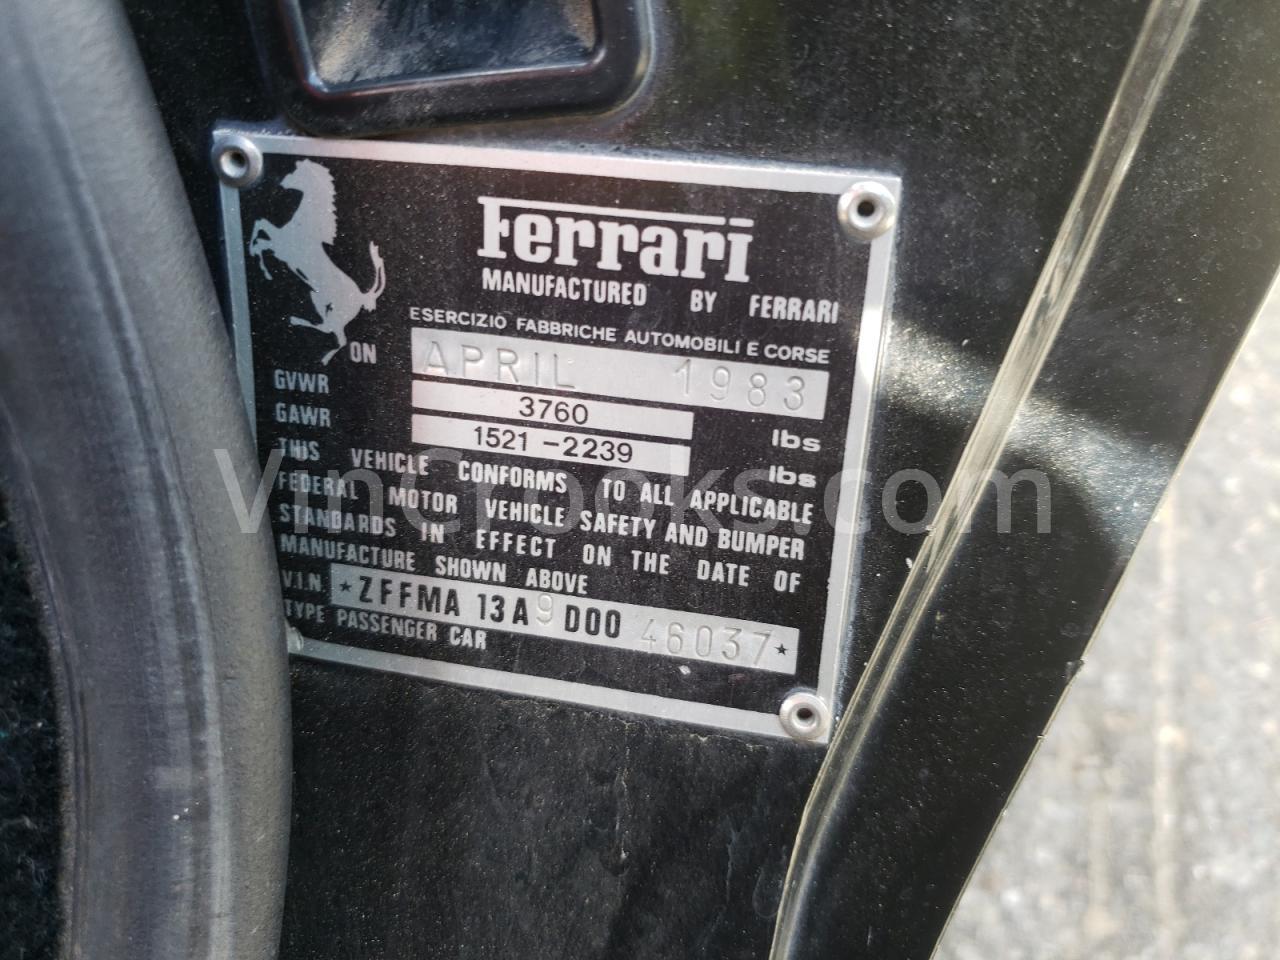 Ferrari
MANUFACTURED BY FERRARI
ESERCIZIO FABBRICHE AUTOMOBILI E CORSE
ON APRIL 1983
GVWR 3760 lbs
GAWR 1521-2239 lbs
THIS VEHICLE CONFORMS TO ALL APPLICABLE
FEDERAL MOTOR VEHICLE SAFETY AND BUMPER
STANDARDS IN EFFECT ON THE DATE OF
MANUFACTURE SHOWN ABOVE
V.I.N. ★ZFFMA 13A9D00 46037★
TYPE PASSENGER CAR
VinCrooks.com